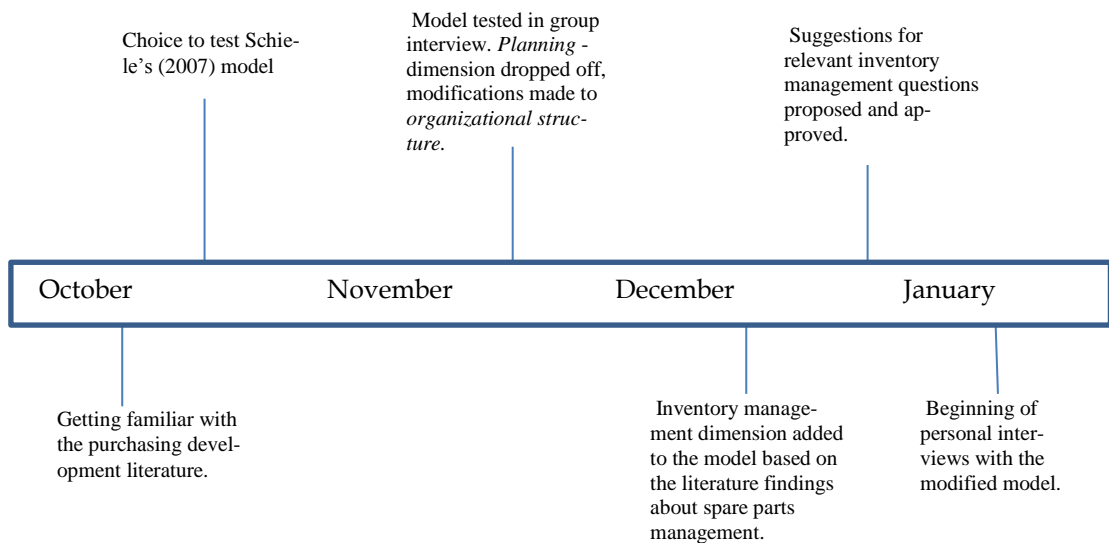 Choice to test Schie-
le's (2007) model
Model tested in group
interview. Planning -
dimension dropped off,
modifications made to
organizational struc-
ture.
Suggestions for
relevant inventory
management questions
proposed and ap-
proved.
October
November
December
January
Getting familiar with
the purchasing devel-
opment literature.
Inventory manage-
ment dimension added
to the model based on
the literature findings
about spare parts
management.
Beginning of
personal inter-
views with the
modified model.